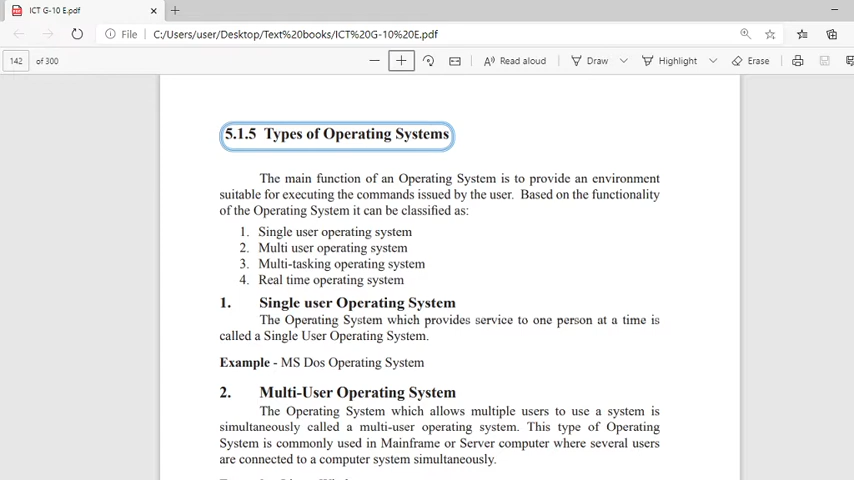 ICT G-10 E.pdf
File C:/Users/user/Desktop/Text%20books/ICT%20G-10%20E.pdf
142 of 300
Read aloud
Draw
Highlight
Erase
5.1.5 Types of Operating Systems
The main function of an Operating System is to provide an environment
suitable for executing the commands issued by the user. Based on the functionality
of the Operating System it can be classified as:
1. Single user operating system
2. Multi user operating system
3. Multi-tasking operating system
4. Real time operating system
1. Single user Operating System
The Operating System which provides service to one person at a time is
called a Single User Operating System.
Example - MS Dos Operating System
2. Multi-User Operating System
The Operating System which allows multiple users to use a system is
simultaneously called a multi-user operating system. This type of Operating
System is commonly used in Mainframe or Server computer where several users
are connected to a computer system simultaneously.